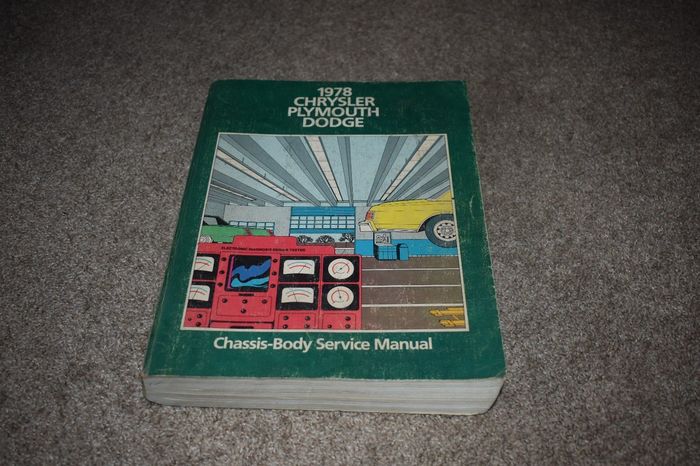 1978
CHRYSLER
PLYMOUTH
DODGE
Chassis-Body Service Manual